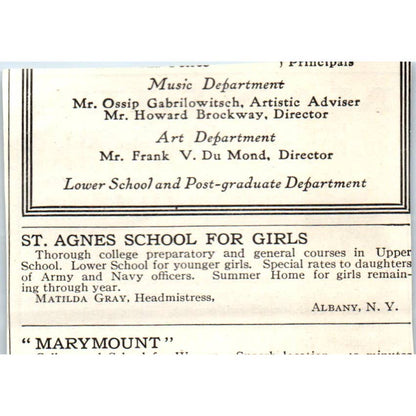 , Principals
Music Department
Mr. Ossip Gabrilowitsch, Artistic Adviser
Mr. Howard Brockway, Director
Art Department
Mr. Frank V. Du Mond, Director
Lower School and Post-graduate Department
ST. AGNES SCHOOL FOR GIRLS
Thorough college preparatory and general courses in Upper
School. Lower School for younger girls. Special rates to daughters
of Army and Navy officers. Summer Home for girls remain-
ing through year.
MATILDA GRAY, Headmistress,
ALBANY, N. Y.
"MARYMOUNT"